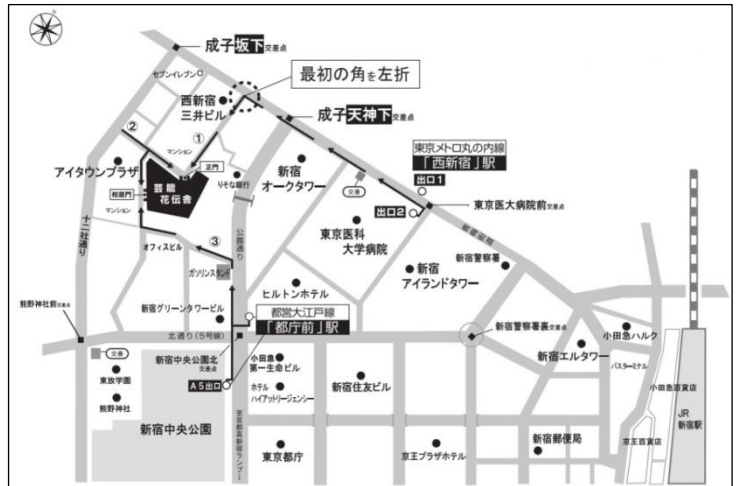 成子坂下交差点
セブンイレブン
最初の角を左折
西新宿
三井ビル
成子天神下交差点
②
①
マンション
東京メトロ丸の内線
「西新宿」駅
新宿
オークタワー
出口1
アイタウンプラザ
正門
芸能
花伝舎
和庭門
りそな銀行
交番
出口2
東京医大病院前交差点
マンション
東京医科
大学病院
青梅街道
十二社通り
公園通り
③
オフィスビル
新宿警察署
ガソリンスタンド
新宿
アイランドタワー
ヒルトンホテル
熊野神社前交差点
新宿グリーンタワービル
都営大江戸線
「都庁前」駅
新宿警察署裏交差点
小田急ハルク
北通り(5号線)
交番
新宿中央公園北
交差点
小田急
第一生命ビル
新宿エルタワー
バスターミナル
東放学園
A5出口
ホテル
ハイアットリージェンシー
新宿住友ビル
小田急百貨店
熊野神社
JR
新宿駅
新宿中央公園
至首都高新宿ランプ→
東京都庁
京王プラザホテル
新宿郵便局
京王百貨店